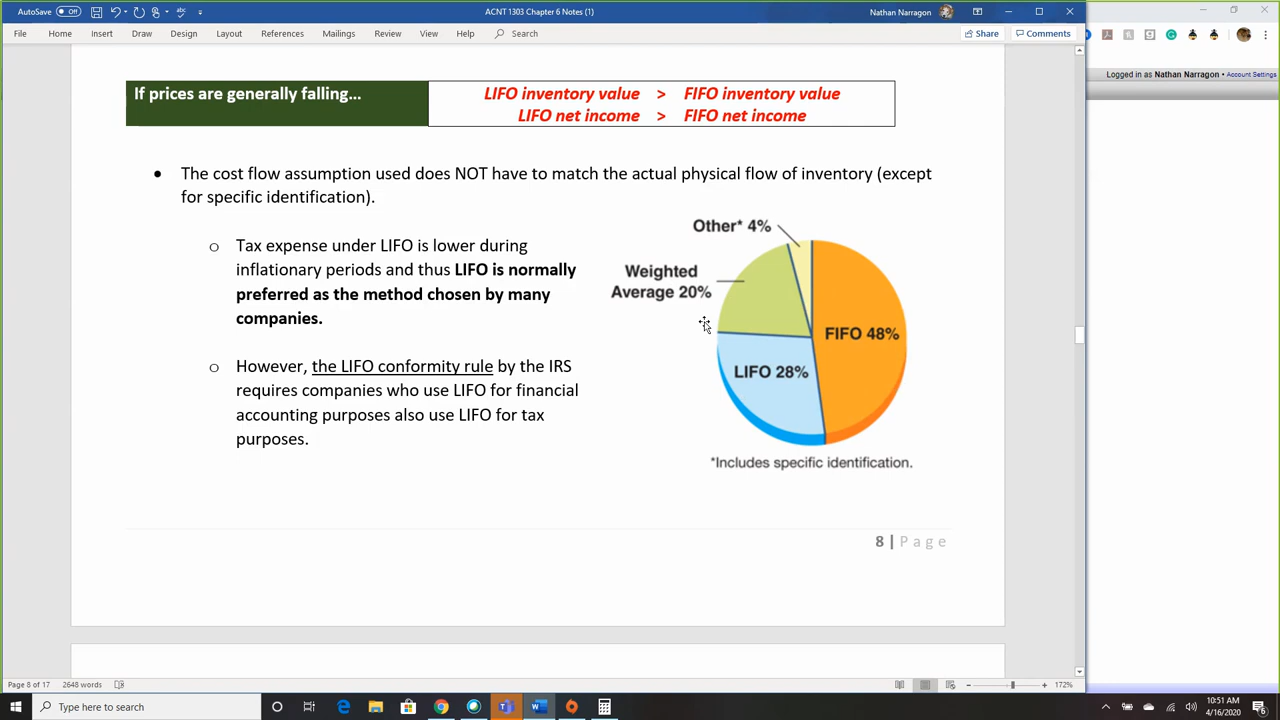 AutoSave Off
ACNT 1303 Chapter 6 Notes (1)
Nathan Narragon
File Home Insert Draw Design Layout References Mailings Review View Help Search
Share Comments
Logged in as Nathan Narragon • Account Settings
If prices are generally falling…
LIFO inventory value > FIFO inventory value
LIFO net income > FIFO net income
• The cost flow assumption used does NOT have to match the actual physical flow of inventory (except
for specific identification).
o Tax expense under LIFO is lower during
inflationary periods and thus LIFO is normally
preferred as the method chosen by many
companies.
o However, the LIFO conformity rule by the IRS
requires companies who use LIFO for financial
accounting purposes also use LIFO for tax
purposes.
Other* 4%
Weighted
Average 20%
FIFO 48%
LIFO 28%
*Includes specific identification.
8 | Page
Page 8 of 17 2648 words
172%
Type here to search
10:51 AM
4/16/2020